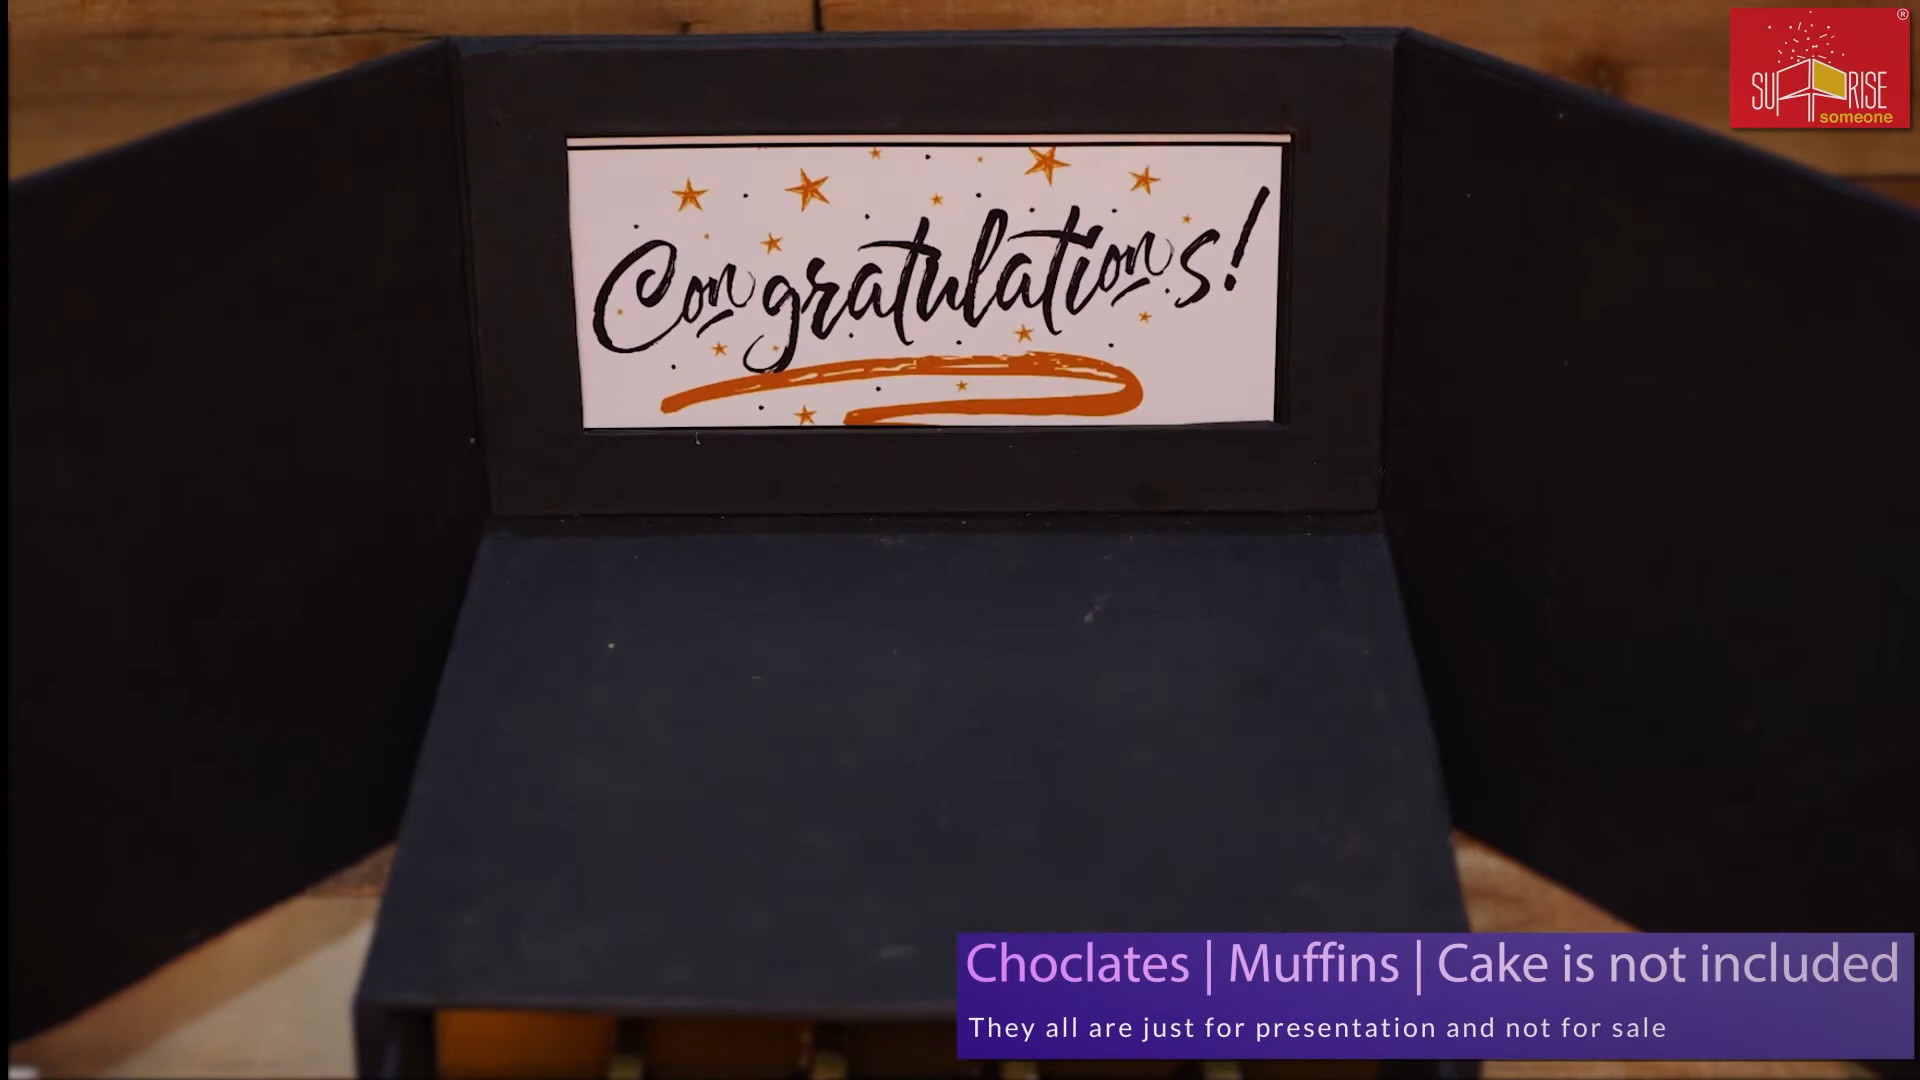 SURPRISE
someone
®
Congratulations!
Choclates | Muffins | Cake is not included
They all are just for presentation and not for sale